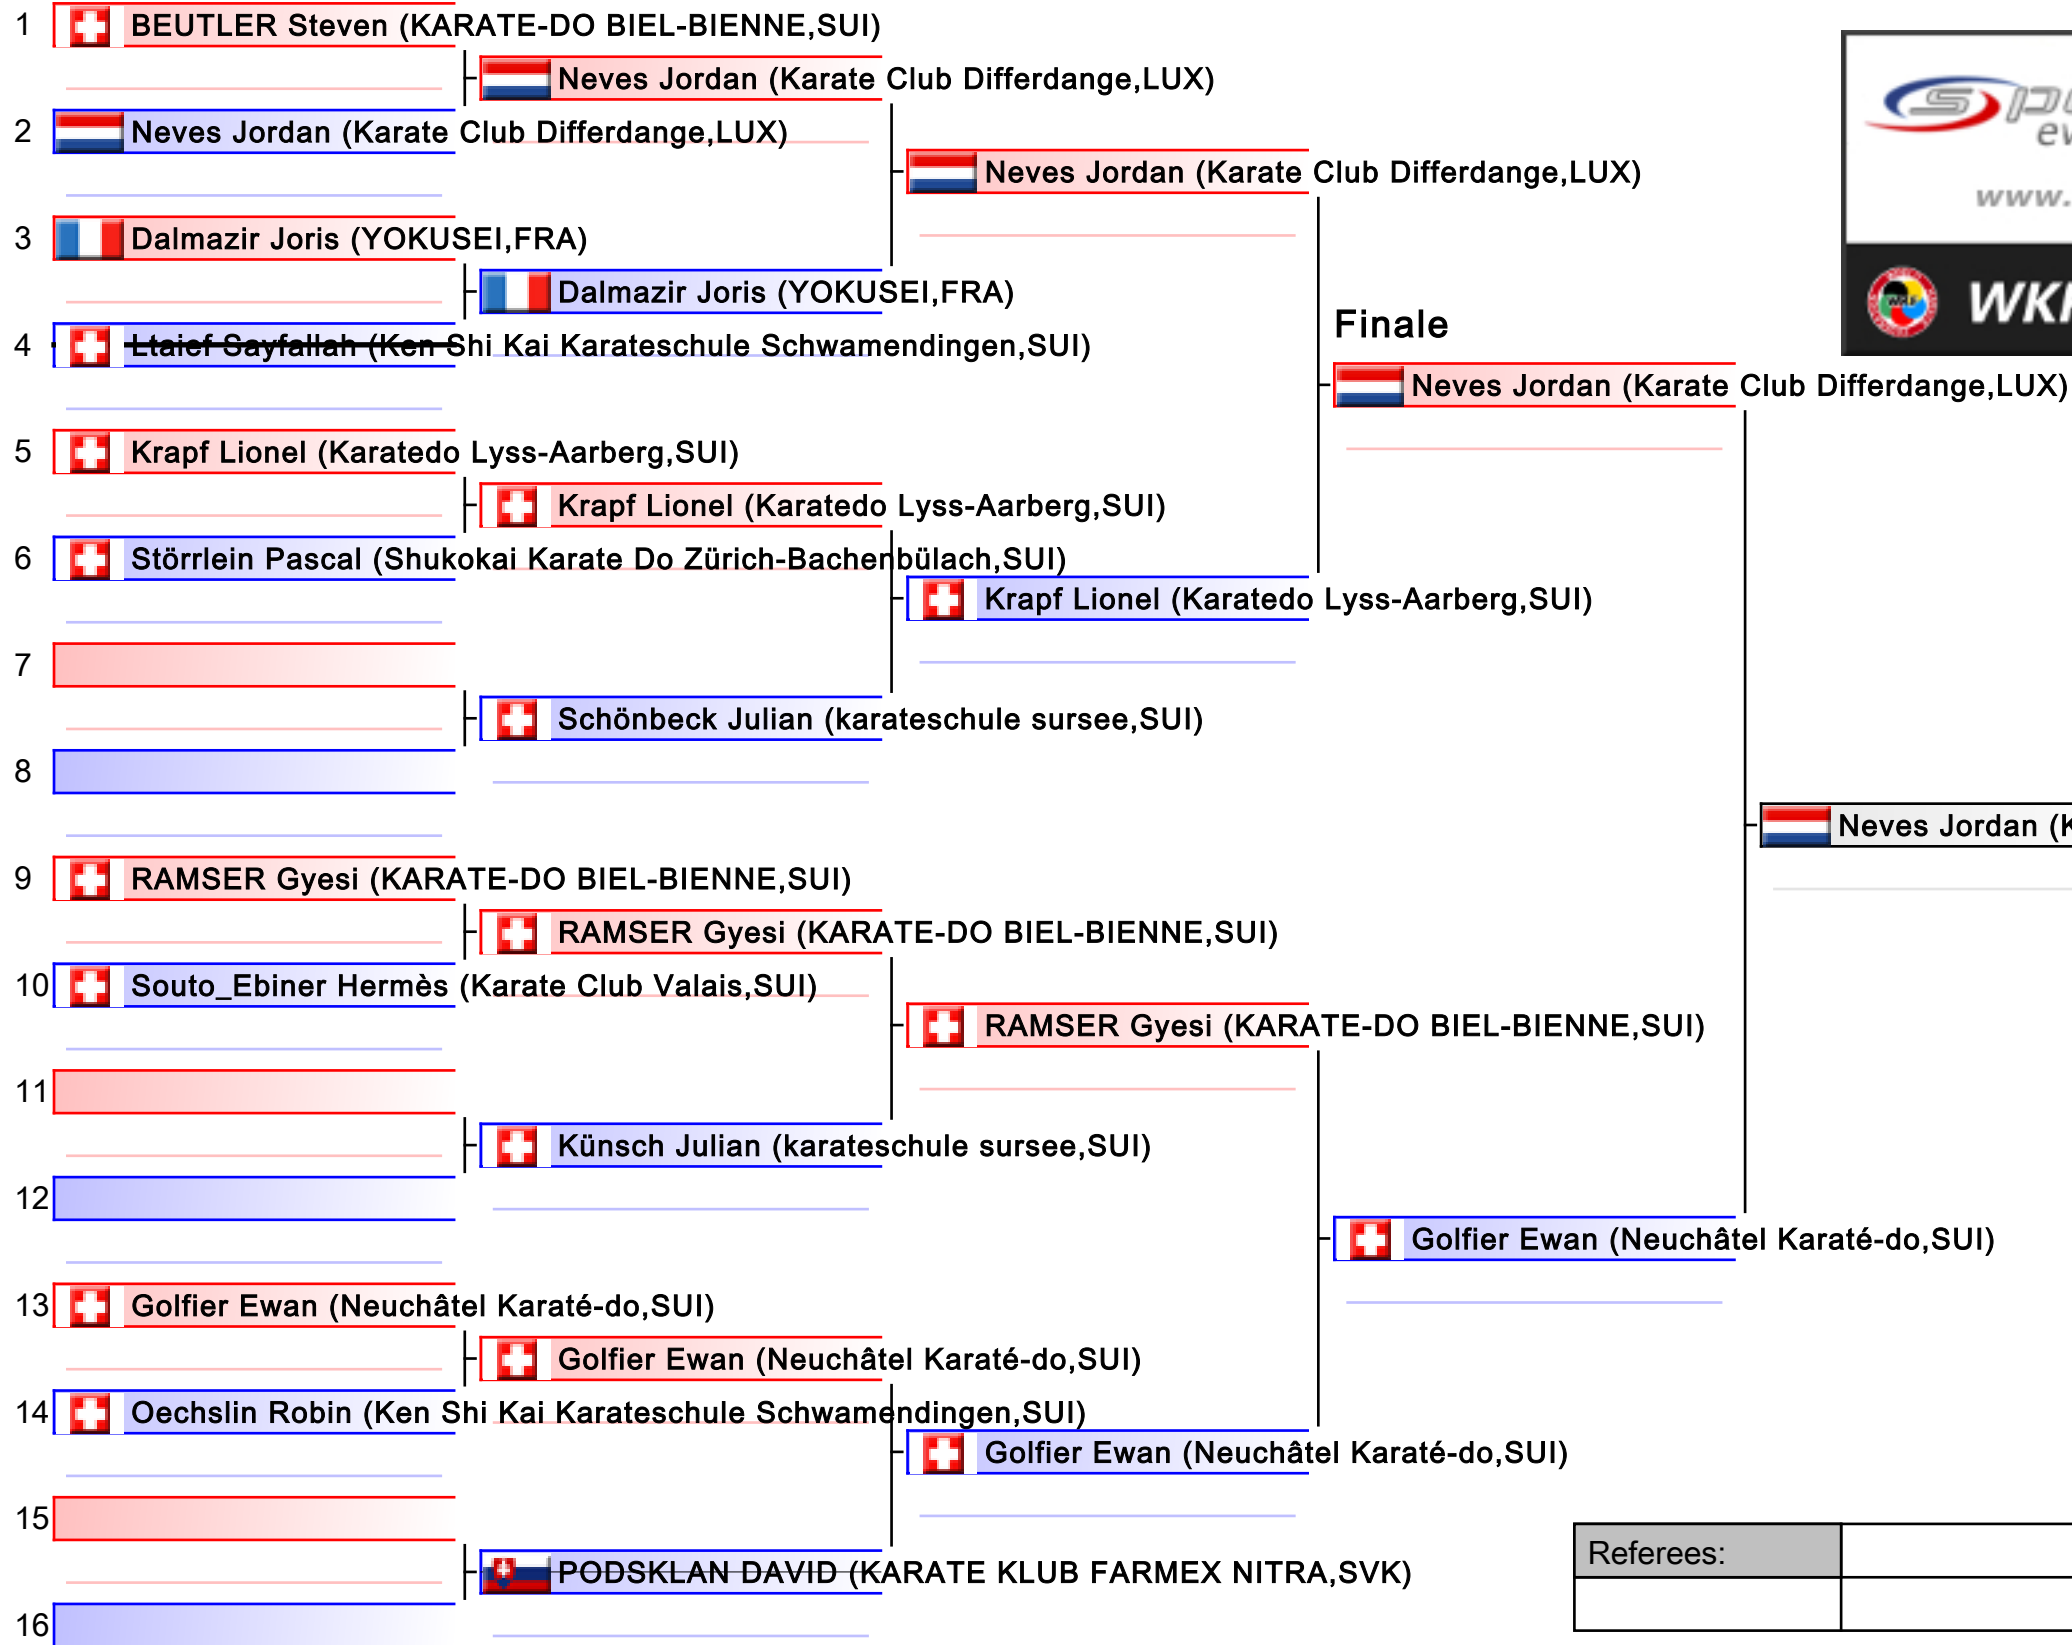 1 BEUTLER Steven (KARATE-DO BIEL-BIENNE,SUI)
Neves Jordan (Karate Club Differdange,LUX)
2 Neves Jordan (Karate Club Differdange,LUX)
Neves Jordan (Karate Club Differdange,LUX)
www.
3 Dalmazir Joris (YOKUSEI,FRA)
Dalmazir Joris (YOKUSEI,FRA)
WKF
Finale
4 Ltaief Sayfallah (Ken Shi Kai Karateschule Schwamendingen,SUI)
Neves Jordan (Karate Club Differdange,LUX)
5 Krapf Lionel (Karatedo Lyss-Aarberg,SUI)
Krapf Lionel (Karatedo Lyss-Aarberg,SUI)
6 Störrlein Pascal (Shukokai Karate Do Zürich-Bachenbülach,SUI)
Krapf Lionel (Karatedo Lyss-Aarberg,SUI)
7
Schönbeck Julian (karateschule sursee,SUI)
8
Neves Jordan (K
9 RAMSER Gyesi (KARATE-DO BIEL-BIENNE,SUI)
RAMSER Gyesi (KARATE-DO BIEL-BIENNE,SUI)
10 Souto_Ebiner Hermès (Karate Club Valais,SUI)
RAMSER Gyesi (KARATE-DO BIEL-BIENNE,SUI)
11
Künsch Julian (karateschule sursee,SUI)
12
Golfier Ewan (Neuchâtel Karaté-do,SUI)
13 Golfier Ewan (Neuchâtel Karaté-do,SUI)
Golfier Ewan (Neuchâtel Karaté-do,SUI)
14 Oechslin Robin (Ken Shi Kai Karateschule Schwamendingen,SUI)
Golfier Ewan (Neuchâtel Karaté-do,SUI)
15
Referees:
PODSKLAN DAVID (KARATE KLUB FARMEX NITRA,SVK)
16